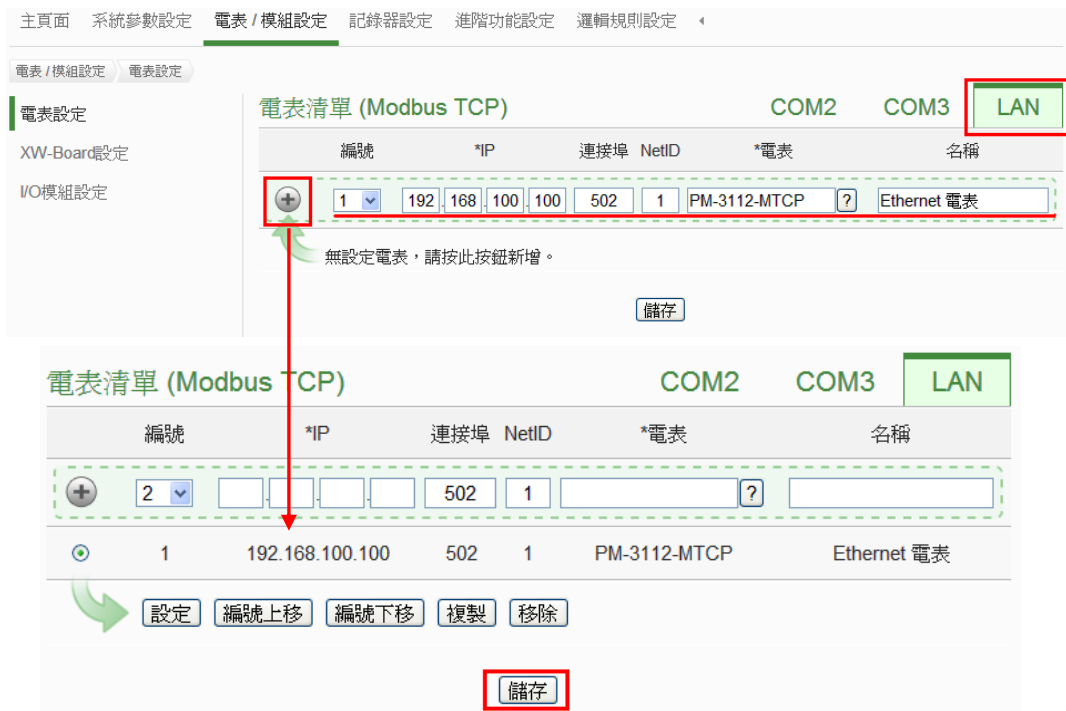 主頁面 系統參數設定 電表 / 模組設定 記錄器設定 進階功能設定 邏輯規則設定
電表 / 模組設定 電表設定
電表設定
XW-Board設定
I/O模組設定
電表清單 (Modbus TCP) COM2 COM3 LAN
編號 *IP 連接埠 NetID *電表 名稱
1 192 . 168 . 100 . 100 502 1 PM-3112-MTCP ? Ethernet 電表
無設定電表，請按此按鈕新增。
儲存
電表清單 (Modbus TCP) COM2 COM3 LAN
編號 *IP 連接埠 NetID *電表 名稱
2 . . . 502 1 ?
1 192.168.100.100 502 1 PM-3112-MTCP Ethernet 電表
設定 編號上移 編號下移 複製 移除
儲存